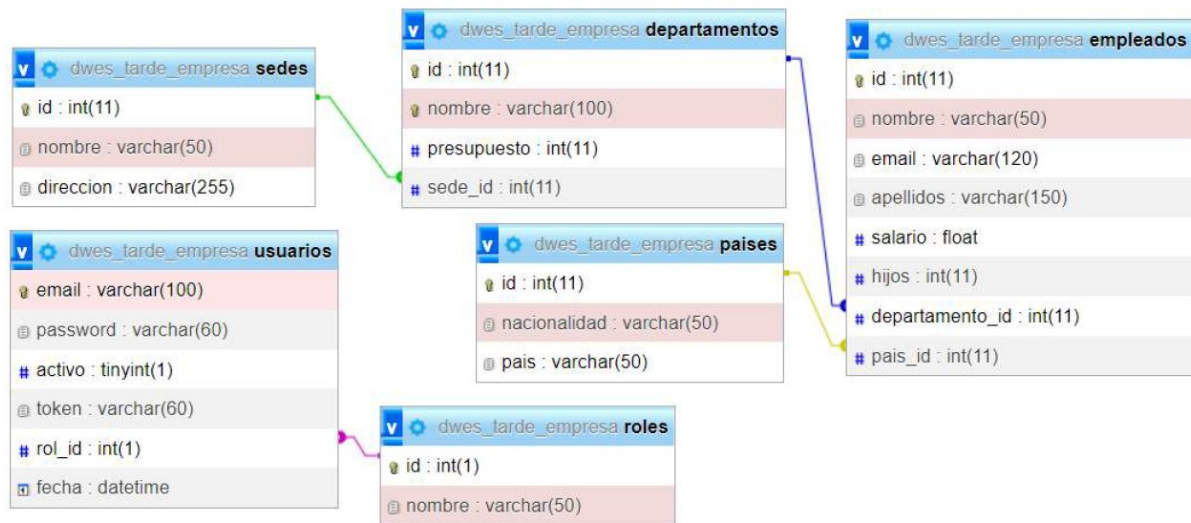 dwes_tarde_empresa sedes
id : int(11)
nombre : varchar(50)
direccion : varchar(255)
dwes_tarde_empresa departamentos
id : int(11)
nombre : varchar(100)
presupuesto : int(11)
sede_id : int(11)
dwes_tarde_empresa empleados
id : int(11)
nombre : varchar(50)
email : varchar(120)
apellidos : varchar(150)
salario : float
hijos : int(11)
departamento_id : int(11)
pais_id : int(11)
dwes_tarde_empresa usuarios
email : varchar(100)
password : varchar(60)
activo : tinyint(1)
token : varchar(60)
rol_id : int(1)
fecha : datetime
dwes_tarde_empresa paises
id : int(11)
nacionalidad : varchar(50)
pais : varchar(50)
dwes_tarde_empresa roles
id : int(1)
nombre : varchar(50)